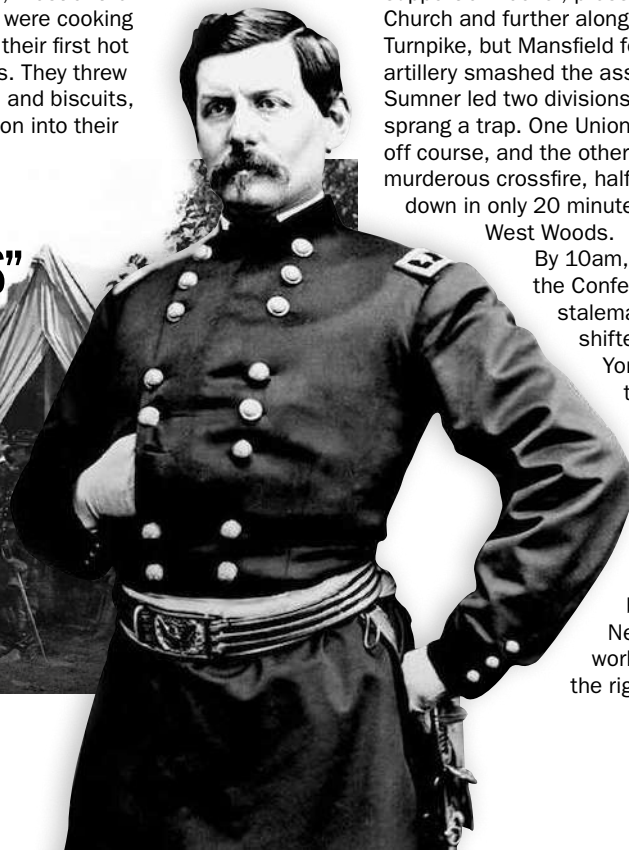 were cooking
their first hot
s. They threw
and biscuits,
on into their
S”
Church and further along
Turnpike, but Mansfield f
artillery smashed the ass
Sumner led two divisions
sprang a trap. One Union
off course, and the other
murderous crossfire, half
down in only 20 minute
West Woods.
By 10am,
the Confe
stalema
shifte
Yor
t
Ne
the rig